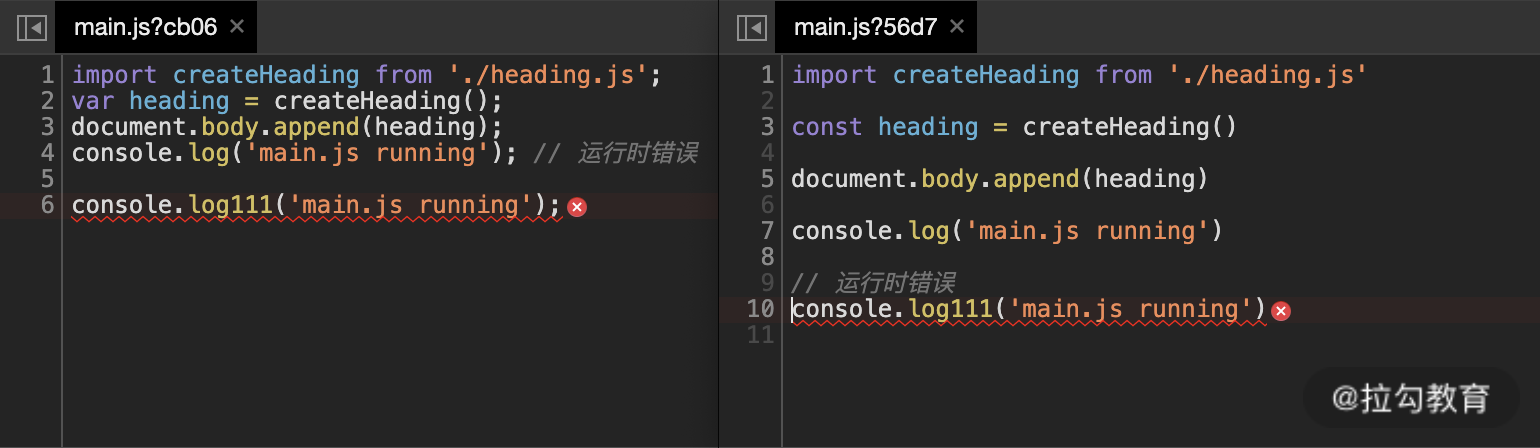 main.js?cb06 ×
1 import createHeading from './heading.js';
2 var heading = createHeading();
3 document.body.append(heading);
4 console.log('main.js running'); // 运行时错误
5
6 console.log111('main.js running');
main.js?56d7 ×
1 import createHeading from './heading.js'
2
3 const heading = createHeading()
4
5 document.body.append(heading)
6
7 console.log('main.js running')
8
9 // 运行时错误
10 console.log111('main.js running')
11
@拉勾教育